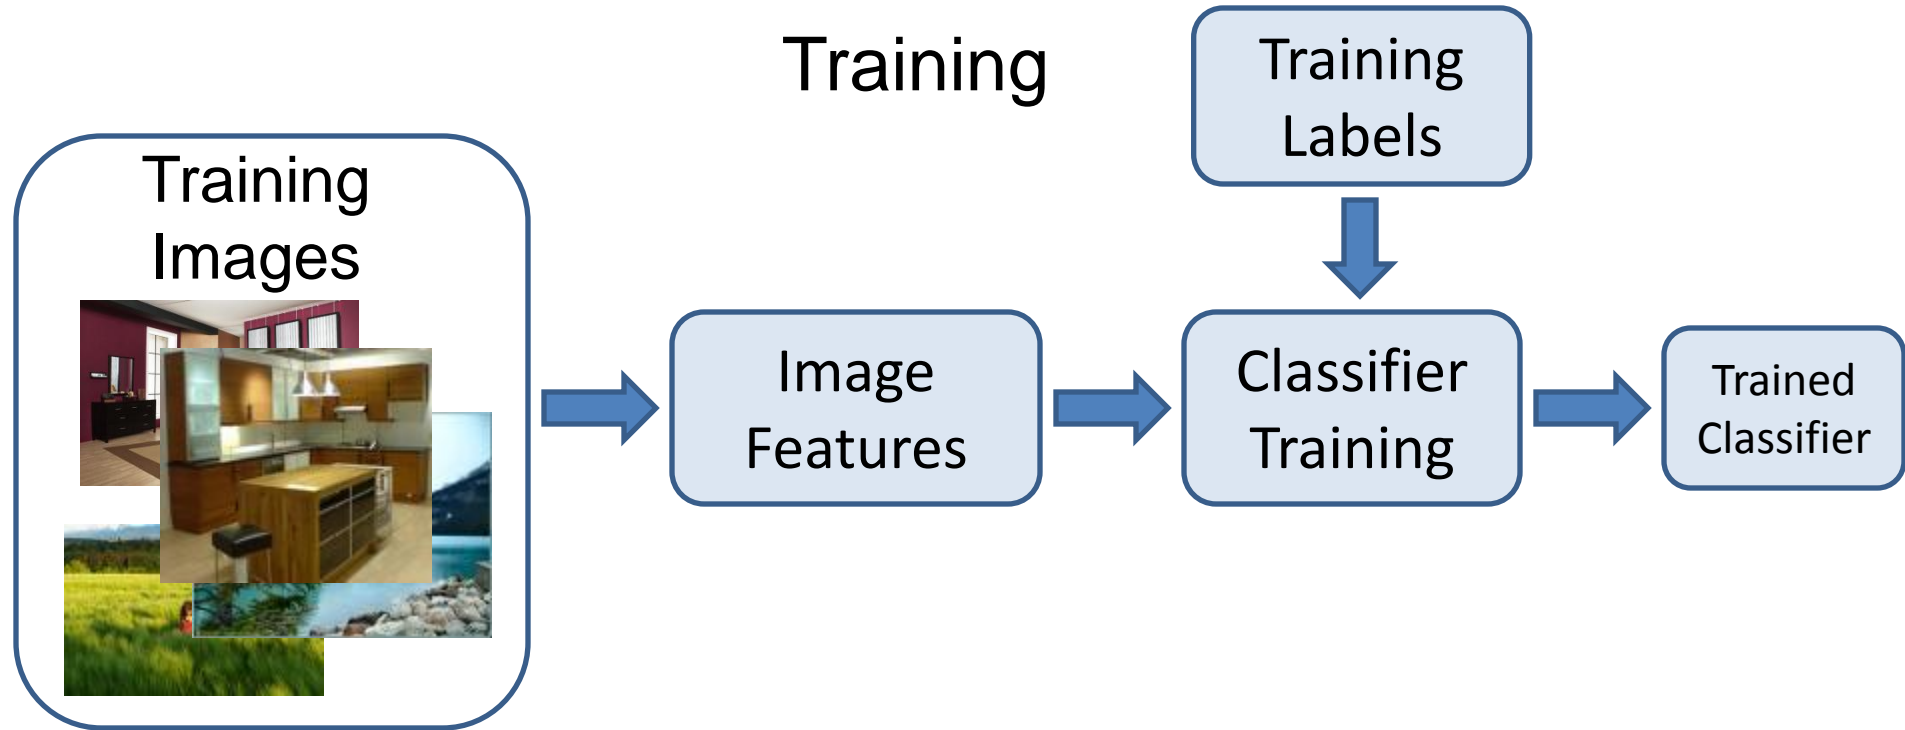 Training
Training
Labels
Training
Images
Image
Features
Classifier
Training
Trained
Classifier